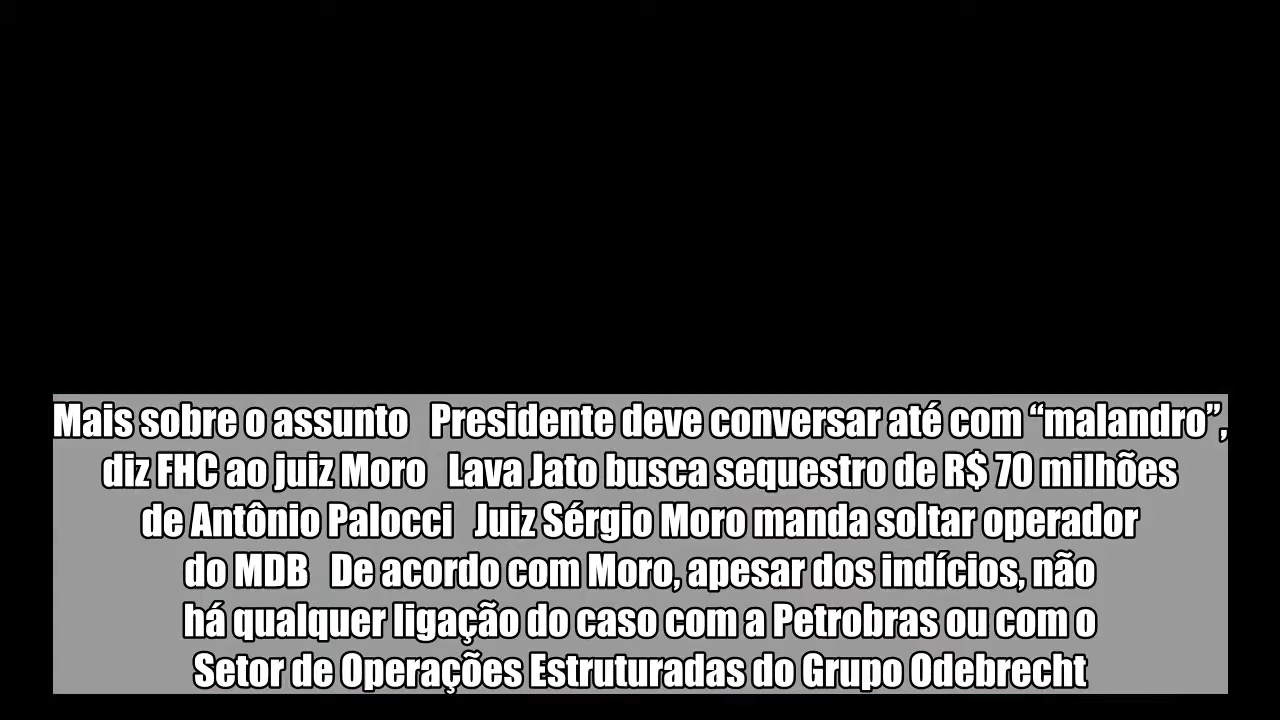 Mais sobre o assunto   Presidente deve conversar até com “malandro”,
diz FHC ao juiz Moro   Lava Jato busca sequestro de R$ 70 milhões
de Antônio Palocci   Juiz Sérgio Moro manda soltar operador
do MDB   De acordo com Moro, apesar dos indícios, não
há qualquer ligação do caso com a Petrobras ou com o
Setor de Operações Estruturadas do Grupo Odebrecht